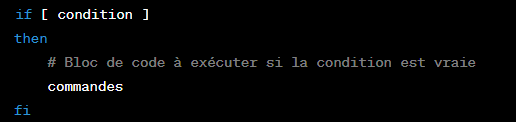 if [ condition ]
then
# Bloc de code à exécuter si la condition est vraie
commandes
fi